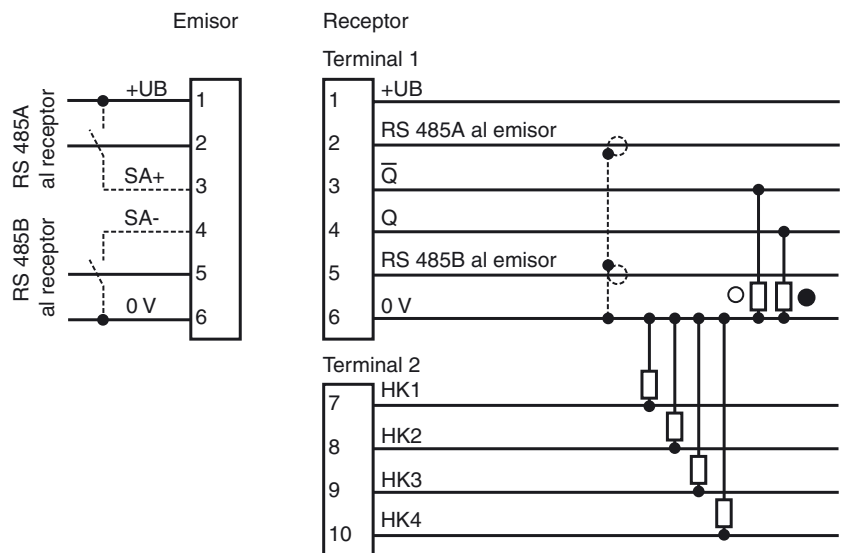 Emisor
RS 485A
al receptor
RS 485B
al receptor
+UB 1
2
SA+ 3
SA- 4
5
0 V 6
Receptor
Terminal 1
1 +UB
2 RS 485A al emisor
3 Q̅
4 Q
5 RS 485B al emisor
6 0 V
Terminal 2
7 HK1
8 HK2
9 HK3
10 HK4